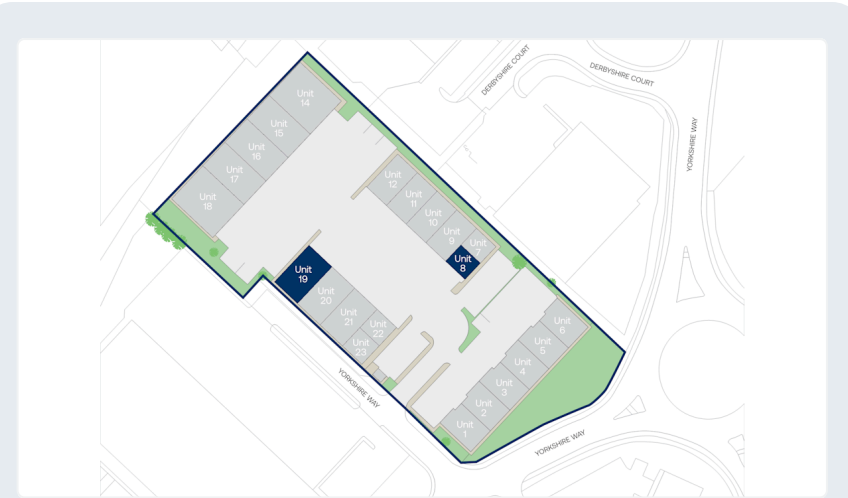 DERBYSHIRE COURT
DERBYSHIRE COURT
YORKSHIRE WAY
Unit
14
Unit
15
Unit
16
Unit
17
Unit
18
Unit
12
Unit
11
Unit
10
Unit
9
Unit
7
Unit
8
Unit
19
Unit
20
Unit
21
Unit
22
Unit
23
Unit
6
Unit
5
Unit
4
Unit
3
Unit
2
Unit
1
YORKSHIRE WAY
YORKSHIRE WAY